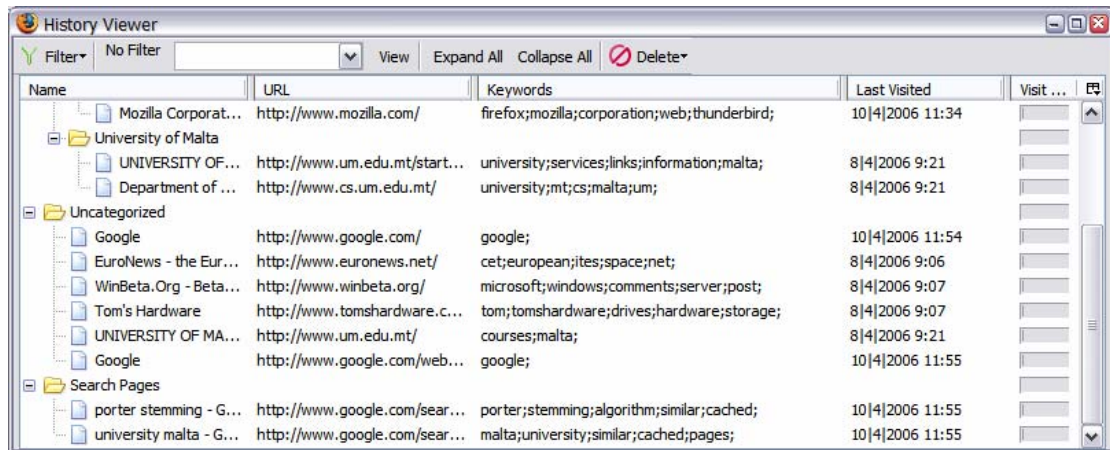 History Viewer
Filter No Filter View Expand All Collapse All Delete
Name URL Keywords Last Visited Visit ...
Mozilla Corporat... http://www.mozilla.com/ firefox;mozilla;corporation;web;thunderbird; 10|4|2006 11:34
University of Malta
UNIVERSITY OF... http://www.um.edu.mt/start... university;services;links;information;malta; 8|4|2006 9:21
Department of ... http://www.cs.um.edu.mt/ university;mt;cs;malta;um; 8|4|2006 9:21
Uncategorized
Google http://www.google.com/ google; 10|4|2006 11:54
EuroNews - the Eur... http://www.euronews.net/ cet;european;ites;space;net; 8|4|2006 9:06
WinBeta.Org - Beta... http://www.winbeta.org/ microsoft;windows;comments;server;post; 8|4|2006 9:07
Tom's Hardware http://www.tomshardware.c... tom;tomshardware;drives;hardware;storage; 8|4|2006 9:07
UNIVERSITY OF MA... http://www.um.edu.mt/ courses;malta; 8|4|2006 9:21
Google http://www.google.com/web... google; 10|4|2006 11:55
Search Pages
porter stemming - G... http://www.google.com/sear... porter;stemming;algorithm;similar;cached; 10|4|2006 11:55
university malta - G... http://www.google.com/sear... malta;university;similar;cached;pages; 10|4|2006 11:55